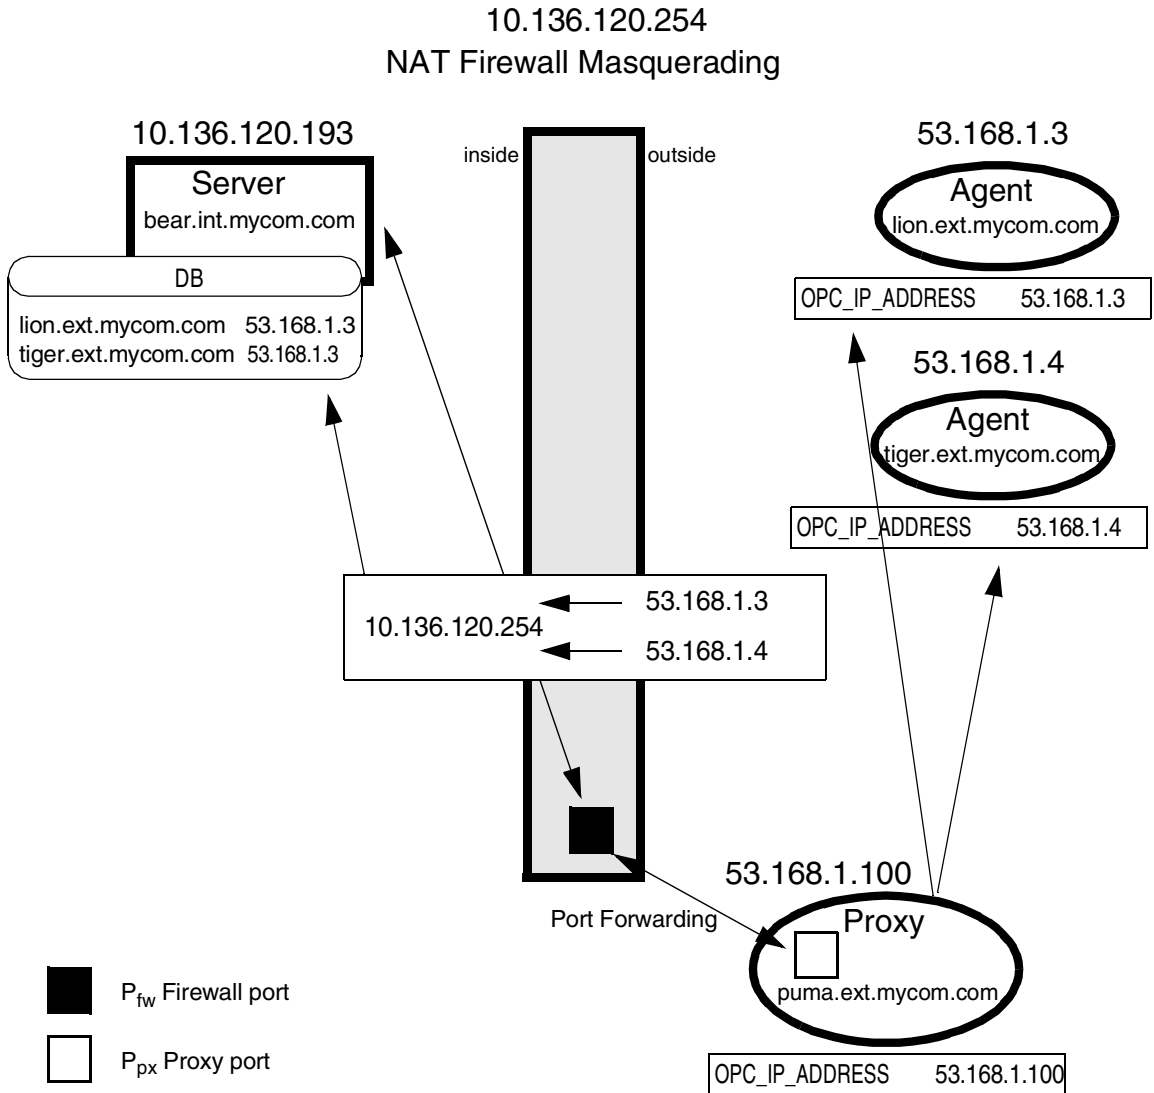 10.136.120.254
NAT Firewall Masquerading
10.136.120.193
Server
bear.int.mycom.com
DB
lion.ext.mycom.com 53.168.1.3
tiger.ext.mycom.com 53.168.1.3
inside
outside
53.168.1.3
Agent
lion.ext.mycom.com
OPC_IP_ADDRESS 53.168.1.3
53.168.1.4
Agent
tiger.ext.mycom.com
OPC_IP_ADDRESS 53.168.1.4
10.136.120.254
53.168.1.3
53.168.1.4
Port Forwarding
53.168.1.100
Proxy
puma.ext.mycom.com
OPC_IP_ADDRESS 53.168.1.100
Pfw Firewall port
Ppx Proxy port